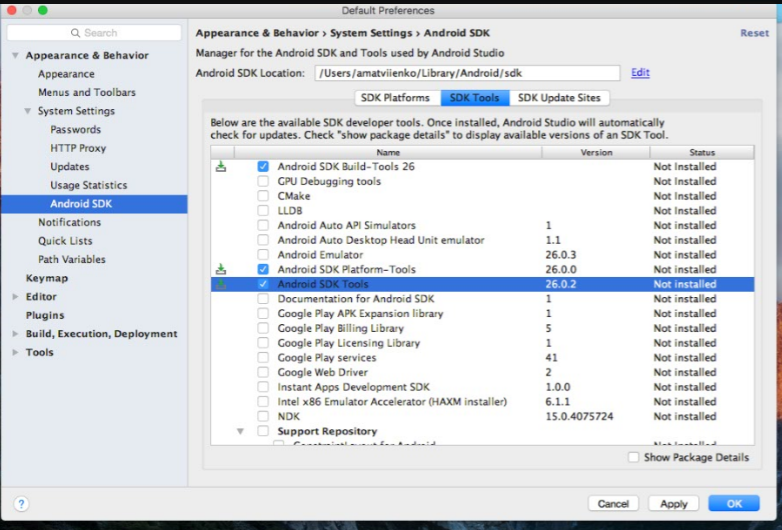 Default Preferences
Search
Appearance & Behavior
Appearance
Menus and Toolbars
System Settings
Passwords
HTTP Proxy
Updates
Usage Statistics
Android SDK
Notifications
Quick Lists
Path Variables
Keymap
Editor
Plugins
Build, Execution, Deployment
Tools
Appearance & Behavior › System Settings › Android SDK Reset
Manager for the Android SDK and Tools used by Android Studio
Android SDK Location: /Users/amatviienko/Library/Android/sdk Edit
SDK Platforms SDK Tools SDK Update Sites
Below are the available SDK developer tools. Once installed, Android Studio will automatically
check for updates. Check "show package details" to display available versions of an SDK Tool.
Name Version Status
Android SDK Build-Tools 26 Not Installed
GPU Debugging tools Not Installed
CMake Not Installed
LLDB Not Installed
Android Auto API Simulators 1 Not installed
Android Auto Desktop Head Unit emulator 1.1 Not installed
Android Emulator 26.0.3 Not installed
Android SDK Platform-Tools 26.0.0 Not installed
Android SDK Tools 26.0.2 Not installed
Documentation for Android SDK 1 Not installed
Google Play APK Expansion library 1 Not installed
Google Play Billing Library 5 Not installed
Google Play Licensing Library 1 Not installed
Google Play services 41 Not installed
Google Web Driver 2 Not installed
Instant Apps Development SDK 1.0.0 Not installed
Intel x86 Emulator Accelerator (HAXM installer) 6.1.1 Not installed
NDK 15.0.4075724 Not installed
Support Repository
ConstraintLayout for Android Not Installed
Show Package Details
? Cancel Apply OK